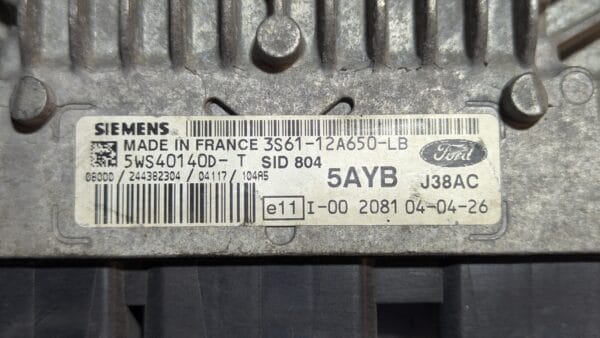 SIEMENS
MADE IN FRANCE 3S61-12A650-LB
5WS40140D-T SID 804
Ford
08000 / 244382304 / 04117 / 104A5
5AYB J38AC
e11 I-00 2081 04-04-26